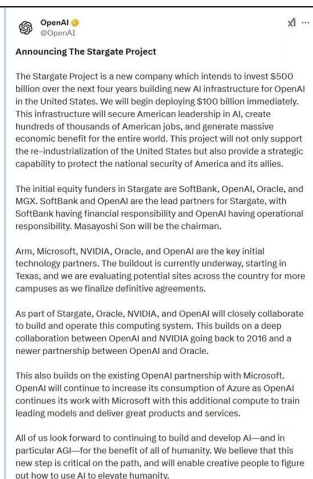 OpenAI
@OpenAI
Announcing The Stargate Project
The Stargate Project is a new company which intends to invest $500
billion over the next four years building new AI infrastructure for OpenAI
in the United States. We will begin deploying $100 billion immediately.
This infrastructure will secure American leadership in AI, create
hundreds of thousands of American jobs, and generate massive
economic benefit for the entire world. This project will not only support
the re-industrialization of the United States but also provide a strategic
capability to protect the national security of America and its allies.
The initial equity funders in Stargate are SoftBank, OpenAI, Oracle, and
MGX. SoftBank and OpenAI are the lead partners for Stargate, with
SoftBank having financial responsibility and OpenAI having operational
responsibility. Masayoshi Son will be the chairman.
Arm, Microsoft, NVIDIA, Oracle, and OpenAI are the key initial
technology partners. The buildout is currently underway, starting in
Texas, and we are evaluating potential sites across the country for more
campuses as we finalize definitive agreements.
As part of Stargate, Oracle, NVIDIA, and OpenAI will closely collaborate
to build and operate this computing system. This builds on a deep
collaboration between OpenAI and NVIDIA going back to 2016 and a
newer partnership between OpenAI and Oracle.
This also builds on the existing OpenAI partnership with Microsoft.
OpenAI will continue to increase its consumption of Azure as OpenAI
continues its work with Microsoft with this additional compute to train
leading models and deliver great products and services.
All of us look forward to continuing to build and develop AI—and in
particular AGI—for the benefit of all of humanity. We believe that this
new step is critical on the path, and will enable creative people to figure
out how to use AI to elevate humanity.